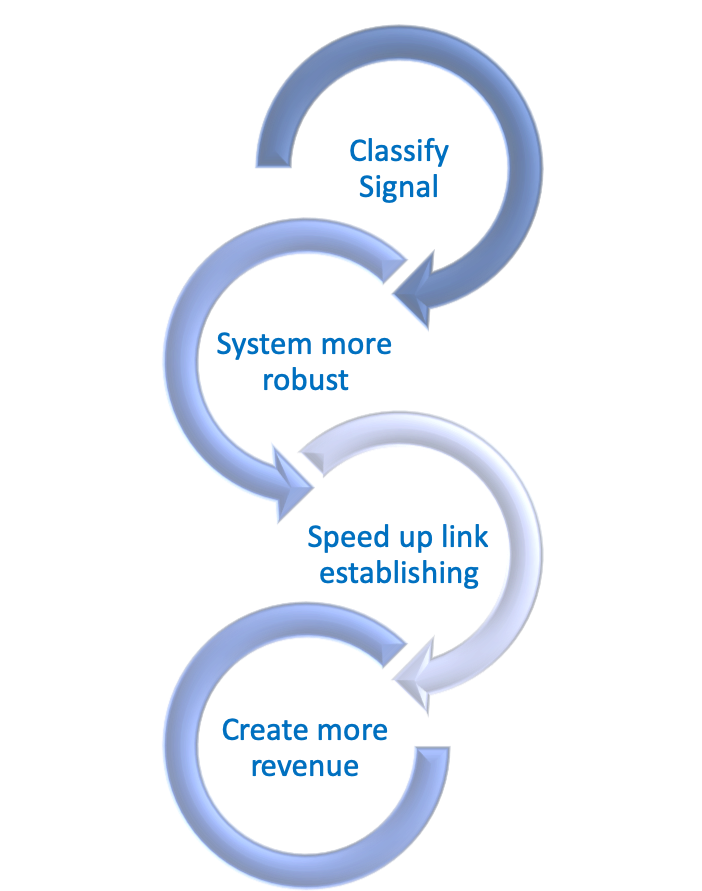 Classify
Signal
System more
robust
Speed up link
establishing
Create more
revenue